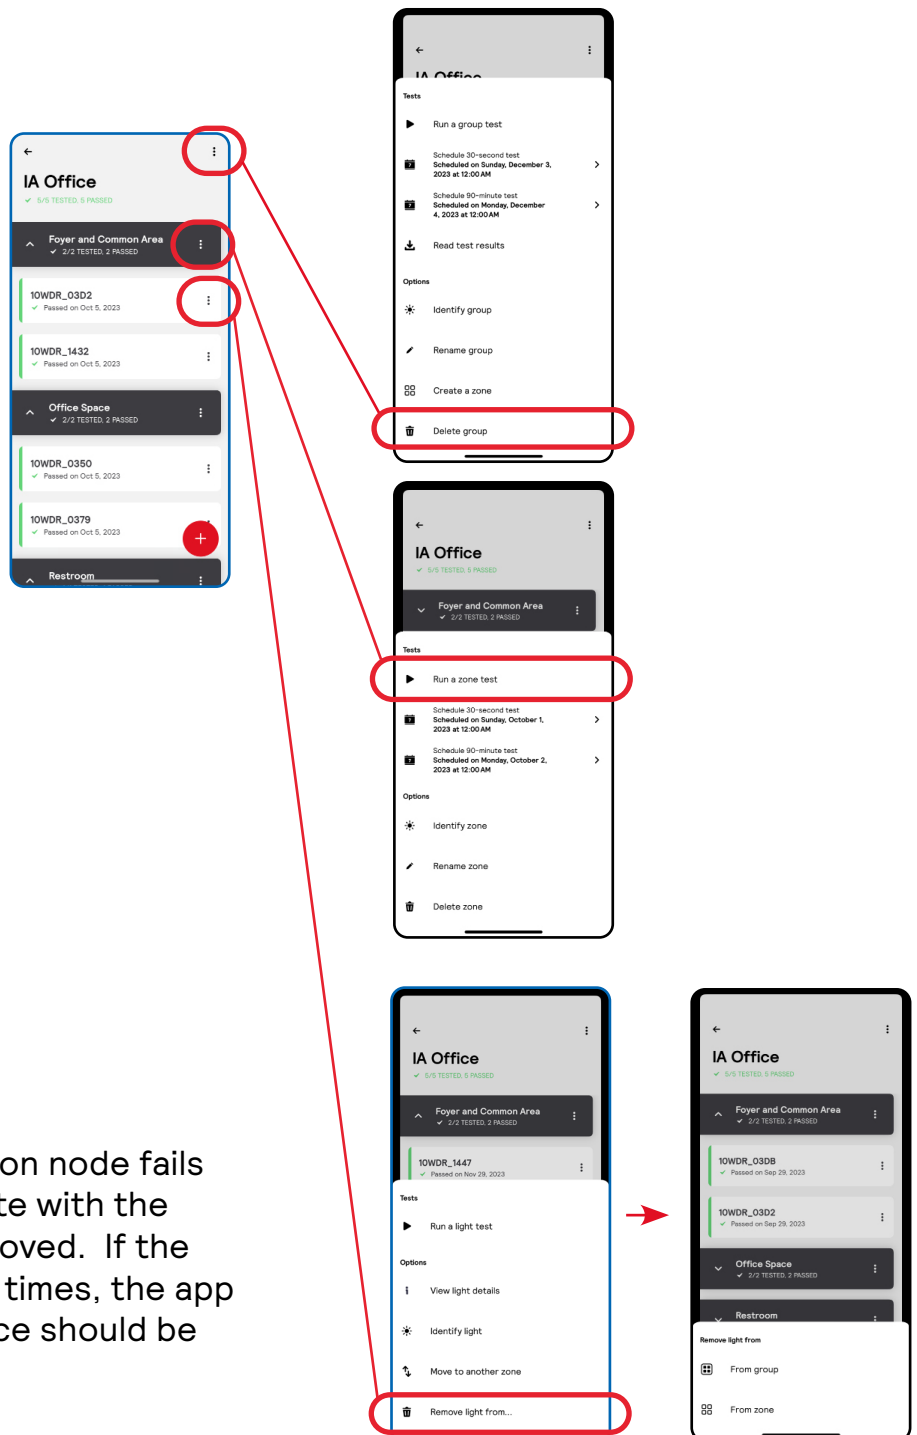 IA Office
5/5 TESTED, 5 PASSED
Foyer and Common Area
2/2 TESTED, 2 PASSED
10WDR_03D2
Passed on Oct 5, 2023
10WDR_1432
Passed on Oct 5, 2023
Office Space
2/2 TESTED, 2 PASSED
10WDR_0350
Passed on Oct 5, 2023
10WDR_0379
Passed on Oct 5, 2023
+
Restroom
IA Office
Tests
Run a group test
Schedule 30-second test
Scheduled on Sunday, December 3,
2023 at 12:00 AM
Schedule 90-minute test
Scheduled on Monday, December
4, 2023 at 12:00 AM
Read test results
Options
Identify group
Rename group
Create a zone
Delete group
IA Office
5/5 TESTED, 5 PASSED
Foyer and Common Area
2/2 TESTED, 2 PASSED
Tests
Run a zone test
Schedule 30-second test
Scheduled on Sunday, October 1,
2023 at 12:00 AM
Schedule 90-minute test
Scheduled on Monday, October 2,
2023 at 12:00 AM
Options
Identify zone
Rename zone
Delete zone
on node fails
te with the
oved. If the
times, the app
ce should be
IA Office
5/5 TESTED, 5 PASSED
Foyer and Common Area
2/2 TESTED, 2 PASSED
10WDR_1447
Passed on Nov 29, 2023
Tests
Run a light test
Options
View light details
Identify light
Move to another zone
Remove light from...
IA Office
5/5 TESTED, 5 PASSED
Foyer and Common Area
2/2 TESTED, 2 PASSED
10WDR_03DB
Passed on Sep 29, 2023
10WDR_03D2
Passed on Sep 29, 2023
Office Space
2/2 TESTED, 2 PASSED
Restroom
Remove light from
From group
From zone